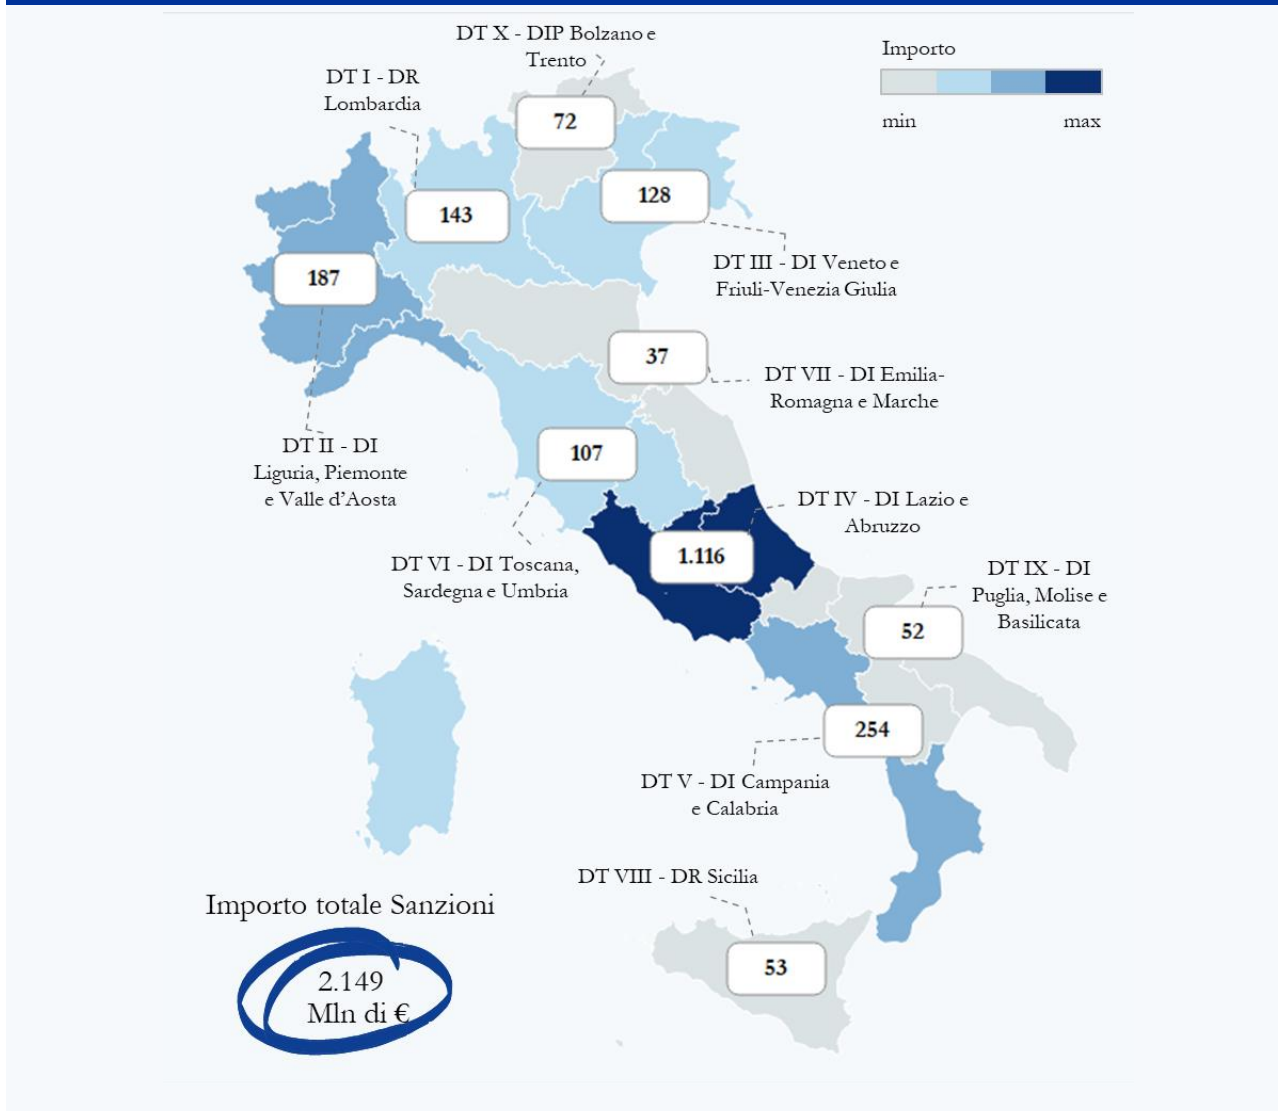 DT X - DIP Bolzano e
Trento
Importo
min
max
DT I - DR
Lombardia
72
143
128
DT III - DI Veneto e
Friuli-Venezia Giulia
187
37
DT VII - DI Emilia-
Romagna e Marche
DT II - DI
Liguria, Piemonte
e Valle d'Aosta
107
DT IV - DI Lazio e
Abruzzo
1.116
DT VI - DI Toscana,
Sardegna e Umbria
DT IX - DI
Puglia, Molise e
Basilicata
52
254
DT V - DI Campania
e Calabria
DT VIII - DR Sicilia
53
Importo totale Sanzioni
2.149
Mln di €